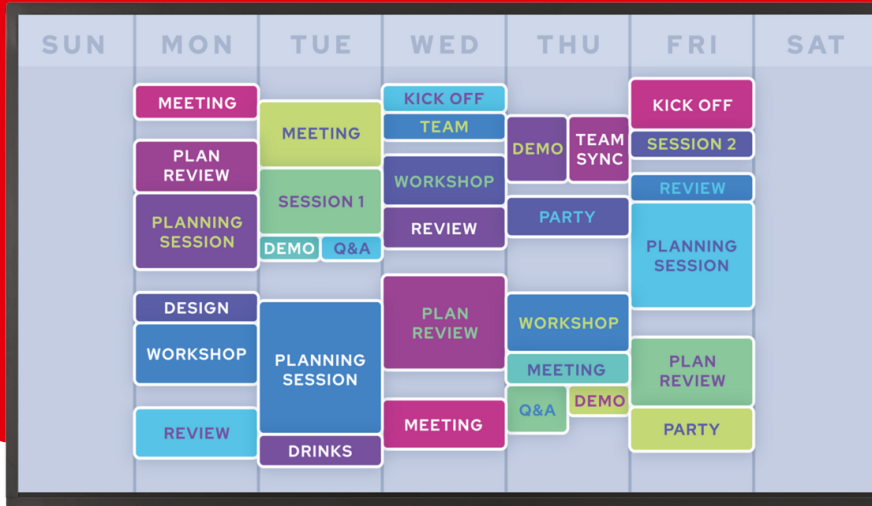 SUN
MON
TUE
WED
THU
FRI
SAT
MEETING
PLAN
REVIEW
PLANNING
SESSION
DESIGN
WORKSHOP
REVIEW
MEETING
SESSION 1
DEMO
Q&A
PLANNING
SESSION
DRINKS
KICK OFF
TEAM
WORKSHOP
REVIEW
PLAN
REVIEW
MEETING
DEMO
TEAM
SYNC
PARTY
WORKSHOP
MEETING
Q&A
DEMO
KICK OFF
SESSION 2
REVIEW
PLANNING
SESSION
PLAN
REVIEW
PARTY